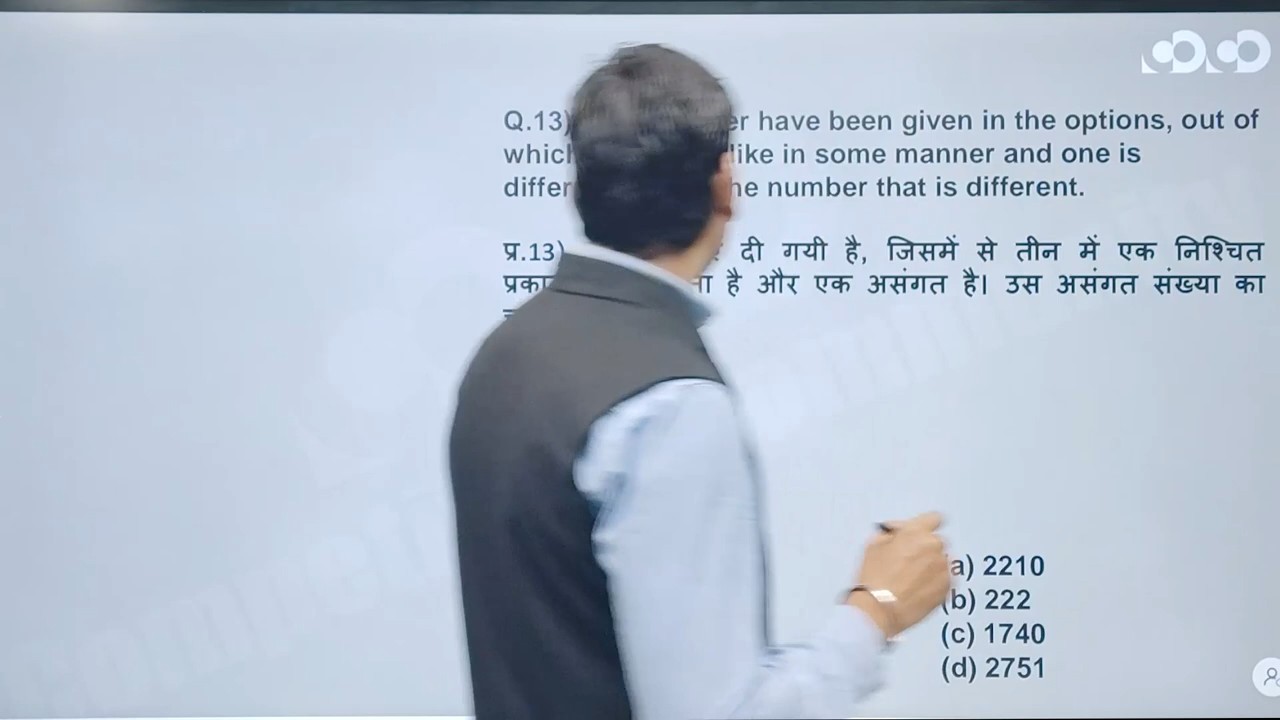 Q.13) er have been given in the options, out of
which like in some manner and one is
differ he number that is different.
प्र.13) दी गयी है, जिसमें से तीन में एक निश्चित
प्रका ता है और एक असंगत है। उस असंगत संख्या का
(a) 2210
(b) 222
(c) 1740
(d) 2751